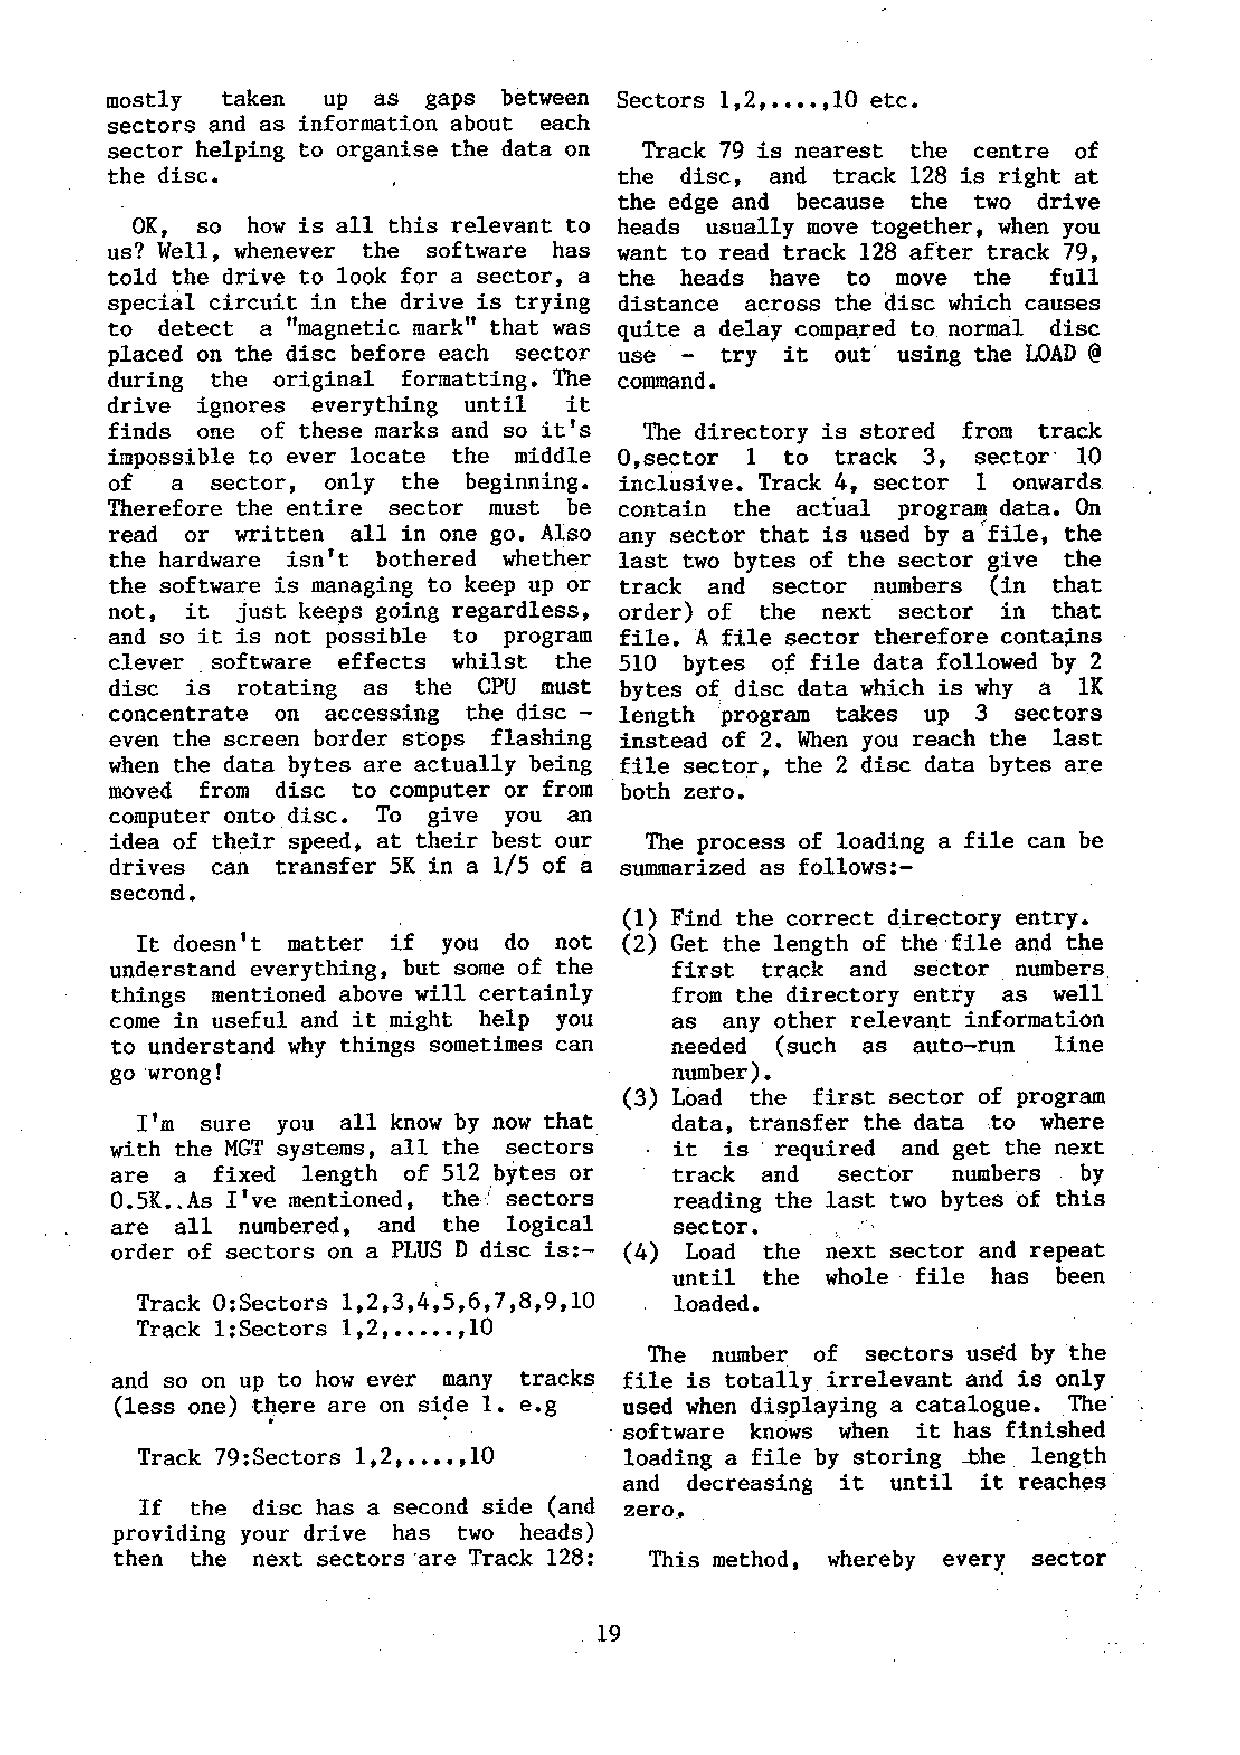 mostly taken up as gaps between
sectors and as information about each
sector helping to organise the data on
the disc.
OK, so how is all this relevant to
us? Well, whenever the software has
told the drive to look for a sector, a
special circuit in the drive is trying
to detect a "magnetic mark" that was
placed on the disc before each sector
during the original formatting. The
drive ignores everything until it
finds one of these marks and so it's
impossible to ever locate the middle
of a sector, only the beginning.
Therefore the entire sector must be
read or written all in one go. Also
the hardware isn't bothered whether
the software is managing to keep up or
not, it just keeps going regardless,
and so it is not possible to program
clever software effects whilst the
disc is rotating as the CPU must
concentrate on accessing the disc -
even the screen border stops flashing
when the data bytes are actually being
moved from disc to computer or from
computer onto disc. To give you an
idea of their speed, at their best our
drives can transfer 5K in a 1/5 of a
second.
It doesn't matter if you do not
understand everything, but some of the
things mentioned above will certainly
come in useful and it might help you
to understand why things sometimes can
go wrong!
I'm sure you all know by now that
with the MGT systems, all the sectors
are a fixed length of 512 bytes or
0.5K..As I've mentioned, the sectors
are all numbered, and the logical
order of sectors on a PLUS D disc is:-
Track 0:Sectors 1,2,3,4,5,6,7,8,9,10
Track 1:Sectors 1,2,.....,10
and so on up to how ever many tracks
(less one) there are on side 1. e.g
Track 79:Sectors 1,2,....,10
If the disc has a second side (and
providing your drive has two heads)
then the next sectors are Track 128:
Sectors 1,2,....,10 etc.
Track 79 is nearest the centre of
the disc, and track 128 is right at
the edge and because the two drive
heads usually move together, when you
want to read track 128 after track 79,
the heads have to move the full
distance across the disc which causes
quite a delay compared to normal disc
use - try it out using the LOAD @
command.
The directory is stored from track
0,sector 1 to track 3, sector 10
inclusive. Track 4, sector 1 onwards
contain the actual program data. On
any sector that is used by a file, the
last two bytes of the sector give the
track and sector numbers (in that
order) of the next sector in that
file. A file sector therefore contains
510 bytes of file data followed by 2
bytes of disc data which is why a 1K
length program takes up 3 sectors
instead of 2. When you reach the last
file sector, the 2 disc data bytes are
both zero.
The process of loading a file can be
summarized as follows:-
(1) Find the correct directory entry.
(2) Get the length of the file and the
first track and sector numbers
from the directory entry as well
as any other relevant information
needed (such as auto-run line
number).
(3) Load the first sector of program
data, transfer the data to where
it is required and get the next
track and sector numbers by
reading the last two bytes of this
sector.
(4) Load the next sector and repeat
until the whole file has been
loaded.
The number of sectors used by the
file is totally irrelevant and is only
used when displaying a catalogue. The
software knows when it has finished
loading a file by storing the length
and decreasing it until it reaches
zero.
This method, whereby every sector
19